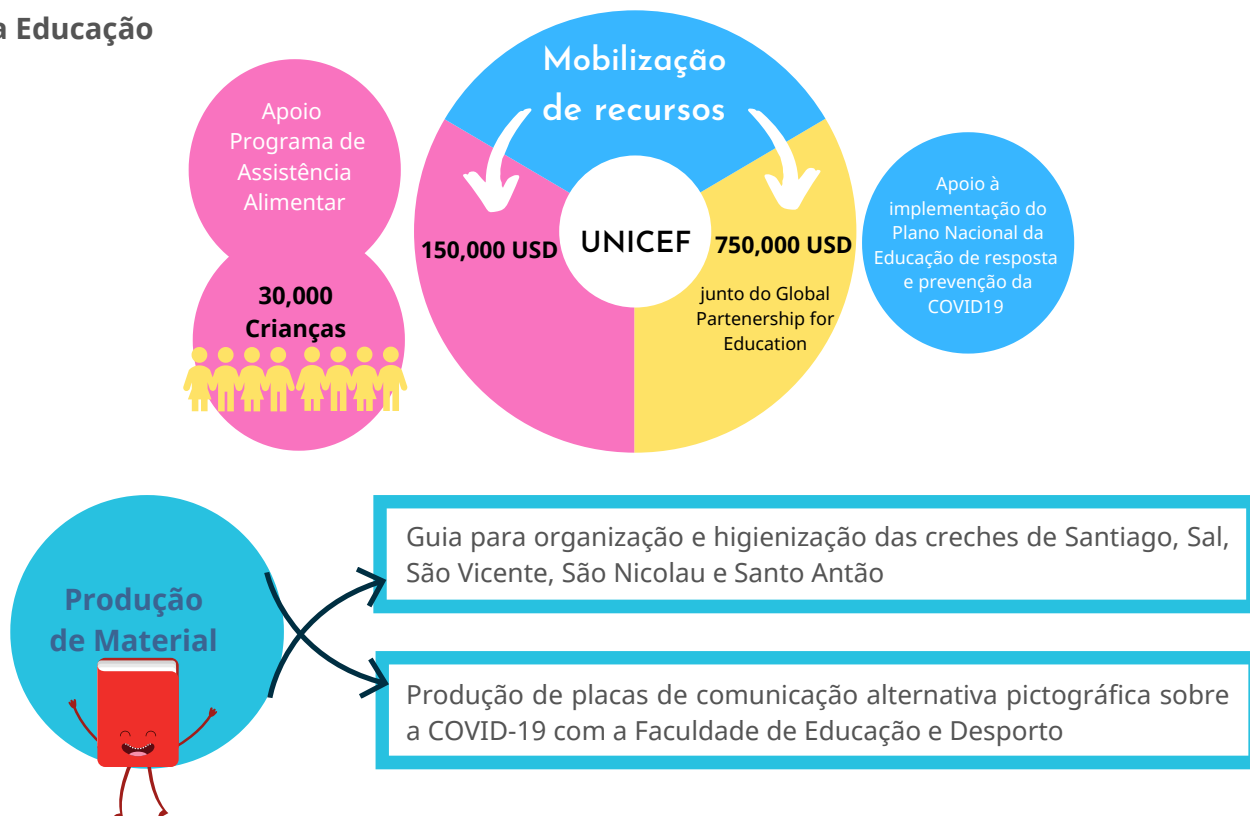 a Educação
Mobilização
de recursos
Apoio
Programa de
Assistência
Alimentar
30,000
Crianças
150,000 USD
UNICEF
750,000 USD
junto do Global
Partenership for
Education
Apoio à
implementação do
Plano Nacional da
Educação de resposta
e prevenção da
COVID19
Produção
de Material
Guia para organização e higienização das creches de Santiago, Sal,
São Vicente, São Nicolau e Santo Antão
Produção de placas de comunicação alternativa pictográfica sobre
a COVID-19 com a Faculdade de Educação e Desporto